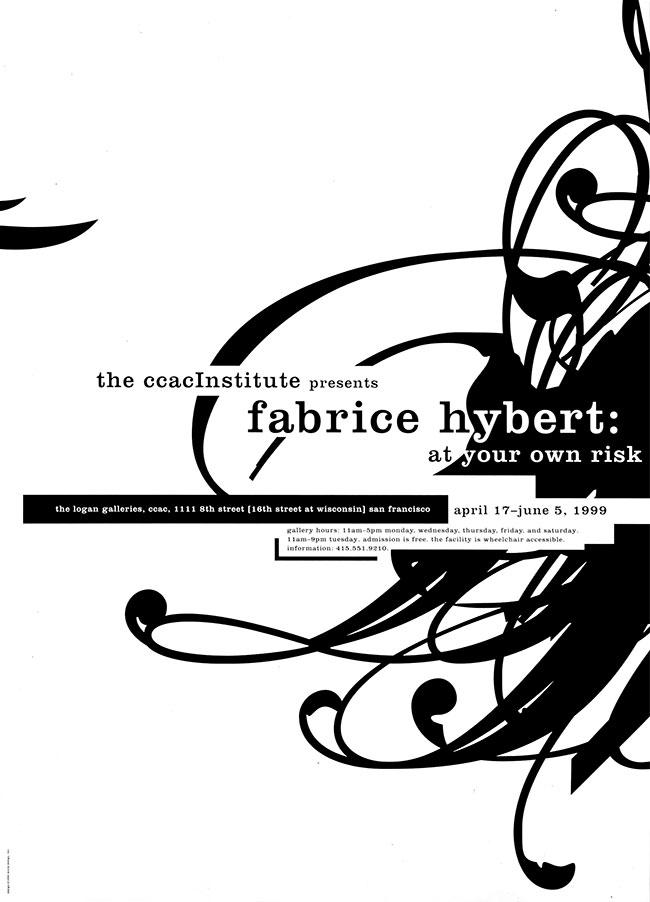 the ccacInstitute presents
fabrice hybert:
at your own risk
the logan galleries, ccac, 1111 8th street [16th street at wisconsin] san francisco
april 17–june 5, 1999
gallery hours: 11am–5pm monday, wednesday, thursday, friday, and saturday.
11am–9pm tuesday. admission is free. the facility is wheelchair accessible.
information: 415.551.9210.